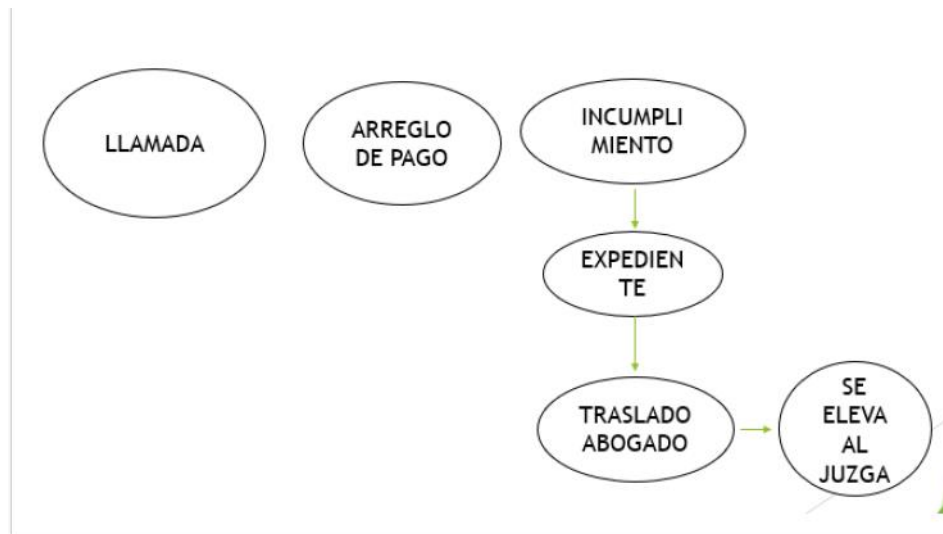 LLAMADA
ARREGLO
DE PAGO
INCUMPLI
MIENTO
EXPEDIEN
TE
TRASLADO
ABOGADO
SE
ELEVA
AL
JUZGA